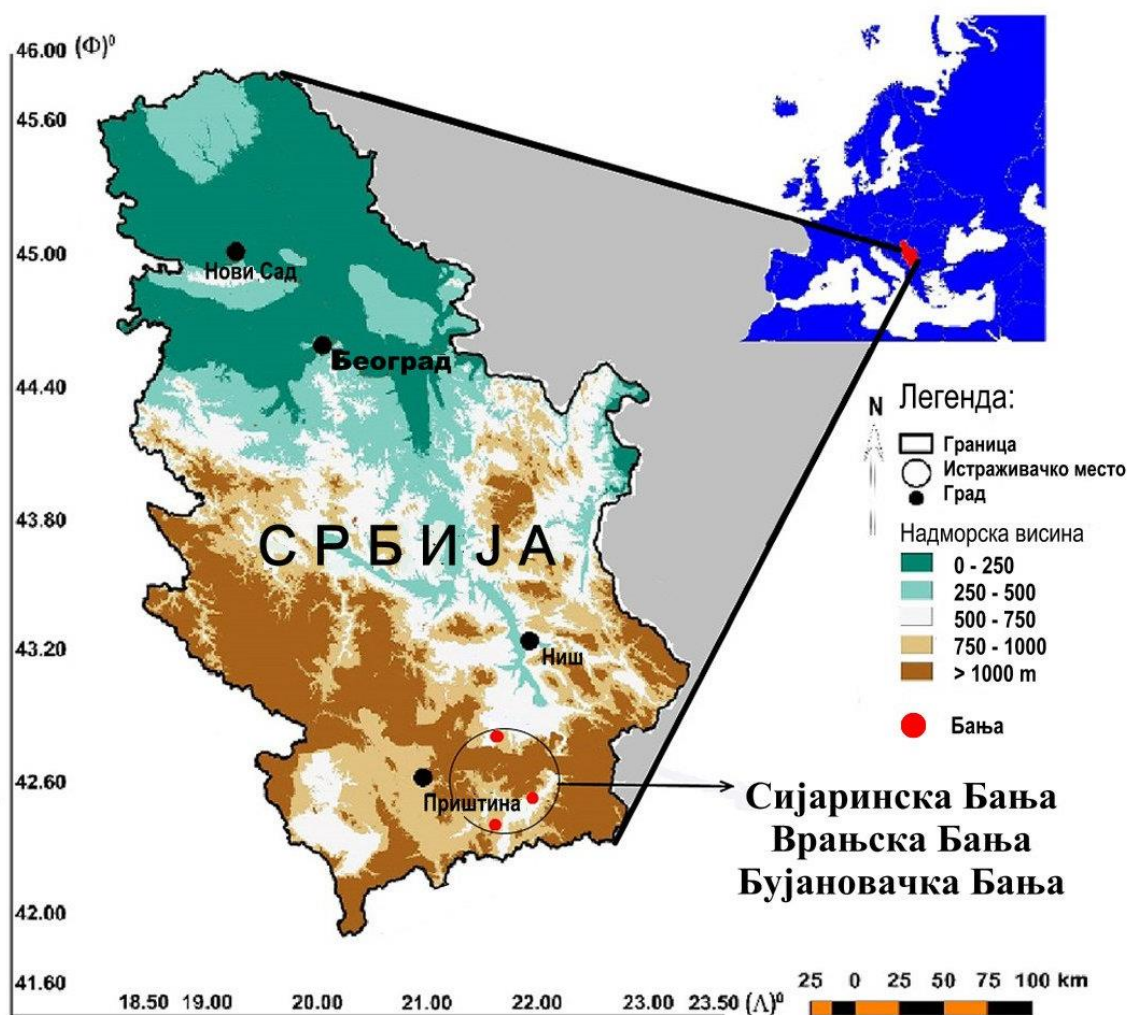 46.00 (Ф)⁰
45.60
45.00
44.40
43.80
43.20
42.60
42.00
41.60
18.50 19.00 20.00 21.00 22.00 23.00 23.50 (Λ)⁰
Нови Сад
Београд
СРБИЈА
Ниш
Приштина
N
Легенда:
Граница
Истраживачко место
Град
Надморска висина
0 - 250
250 - 500
500 - 750
750 - 1000
> 1000 m
Бања
Сијаринска Бања
Врањска Бања
Бујановачка Бања
25 0 25 50 75 100 km